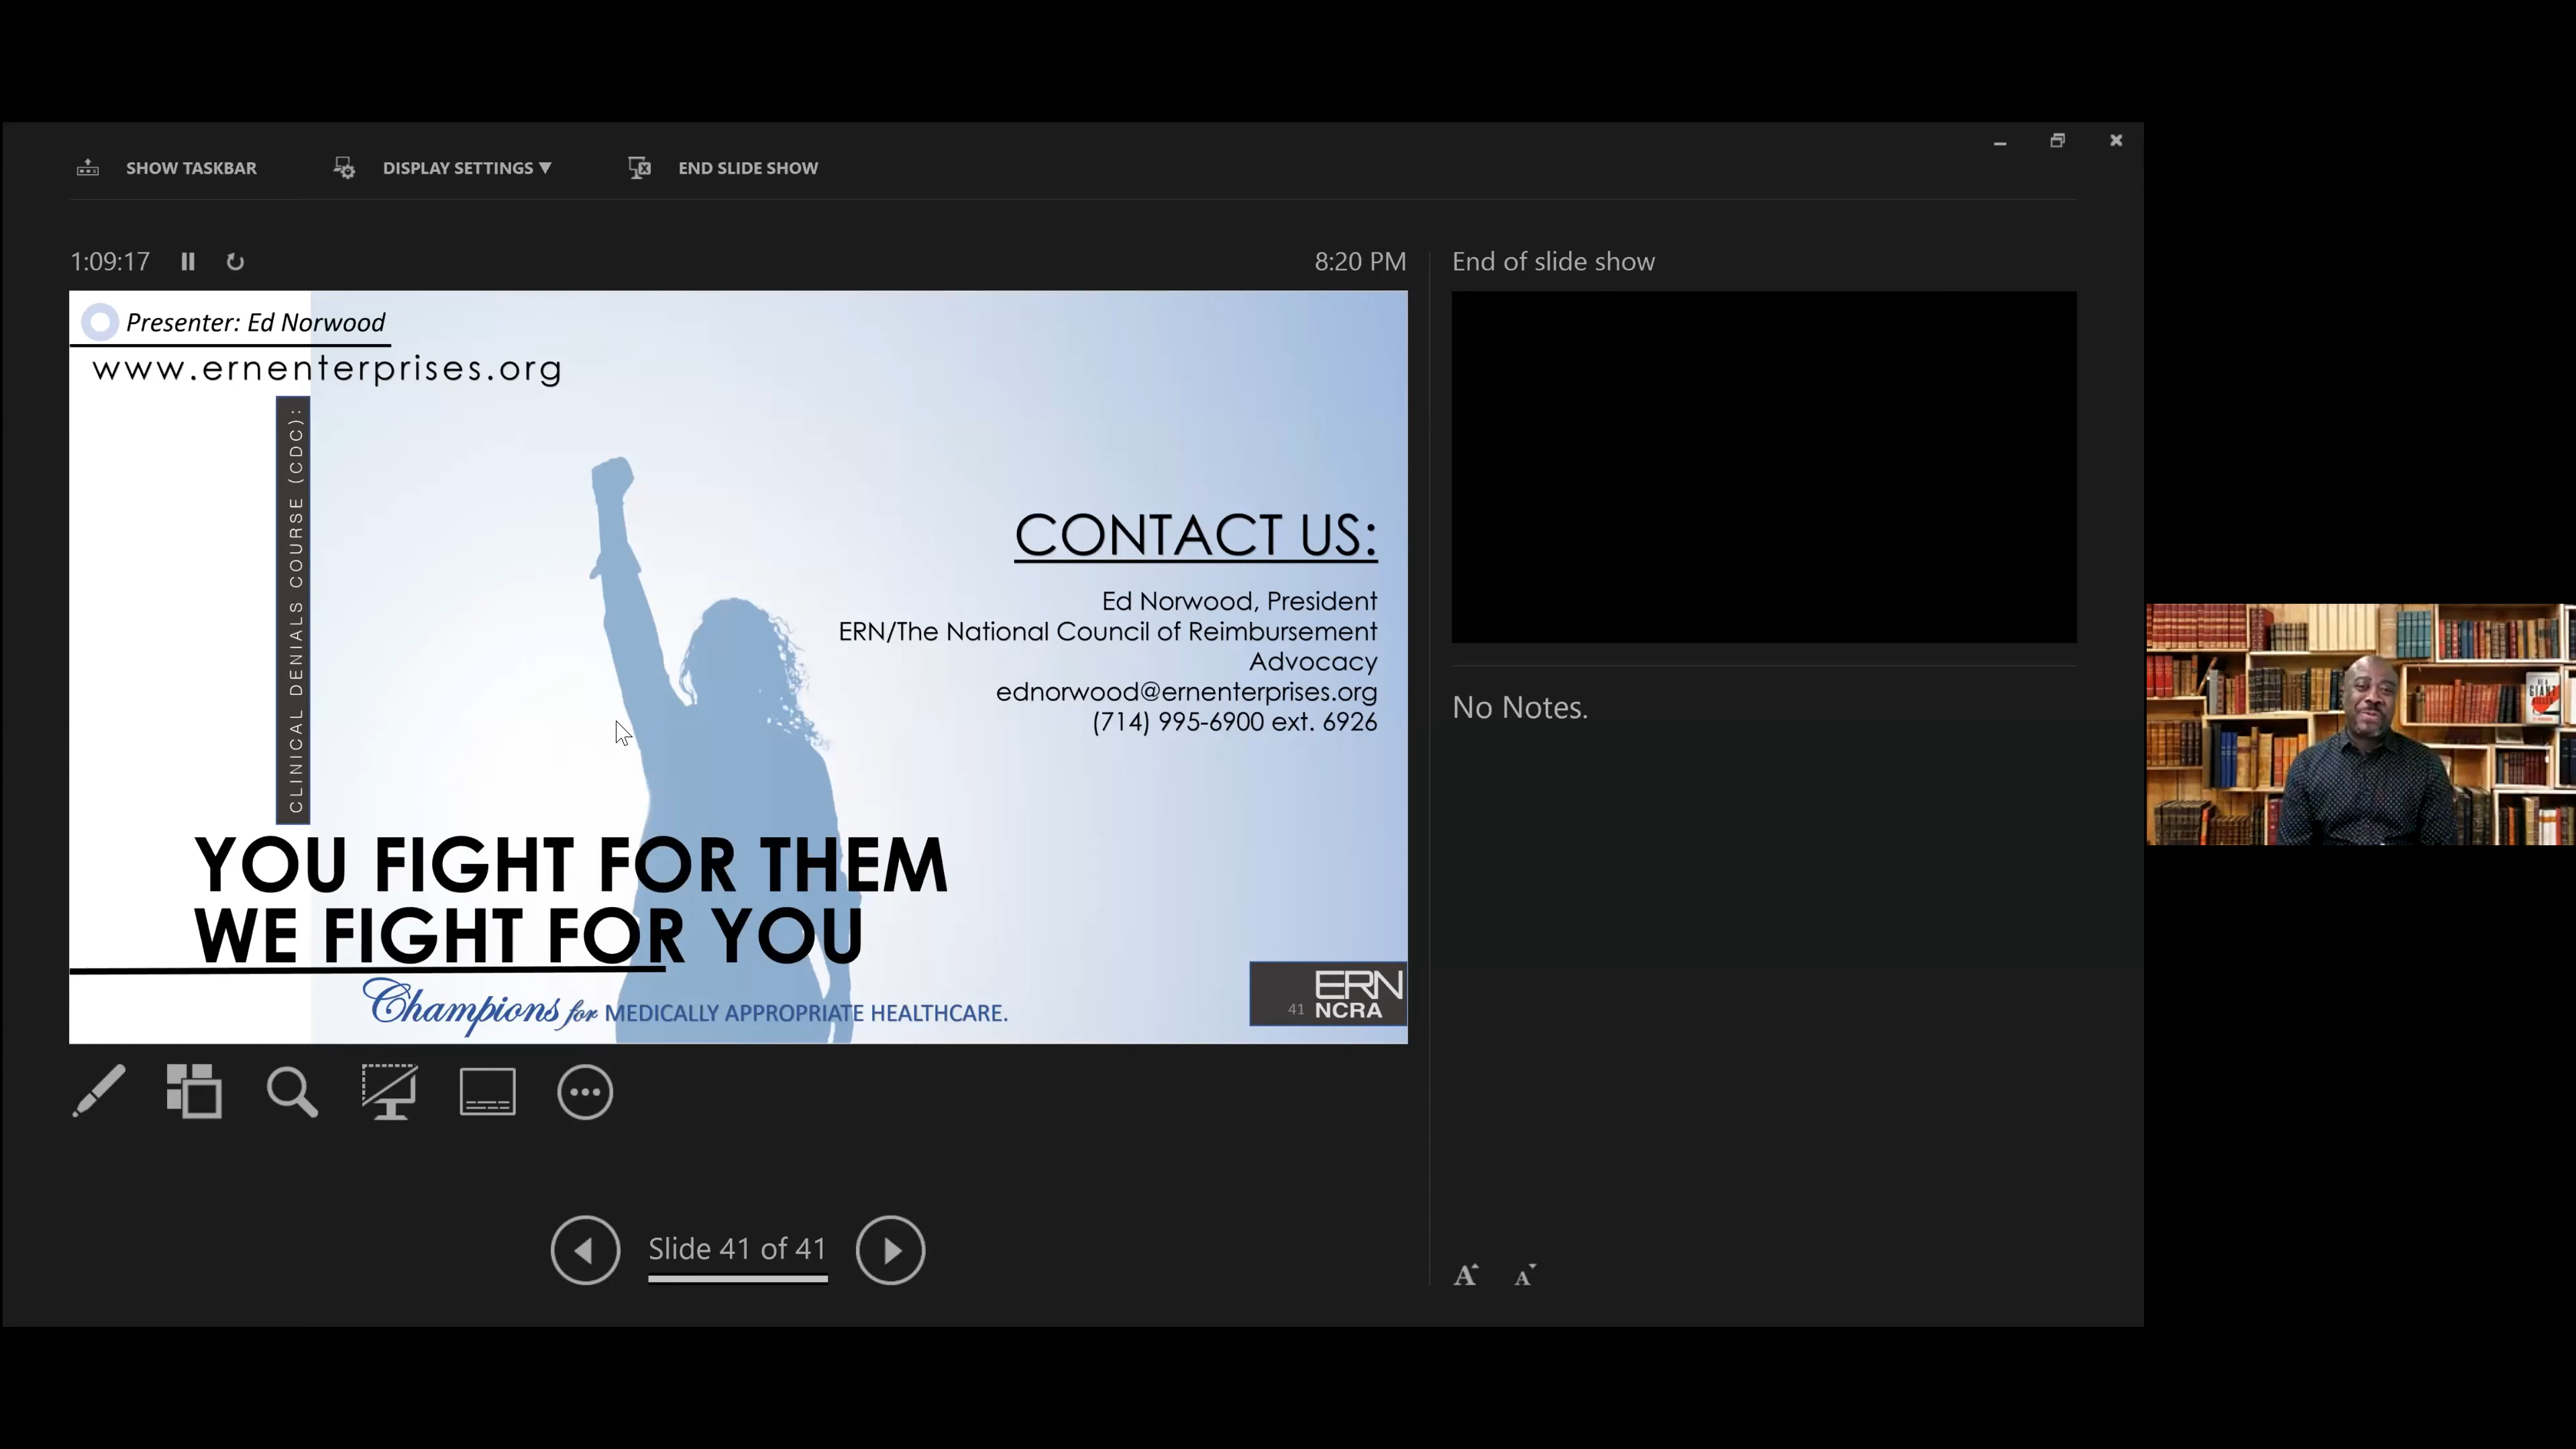 SHOW TASKBAR
DISPLAY SETTINGS ▼
END SLIDE SHOW
1:09:17
8:20 PM
Presenter: Ed Norwood
www.ernenterprises.org
CLINICAL DENIALS COURSE (CDC):
CONTACT US:
Ed Norwood, President
ERN/The National Council of Reimbursement
Advocacy
ednorwood@ernenterprises.org
(714) 995-6900 ext. 6926
YOU FIGHT FOR THEM
WE FIGHT FOR YOU
Champions for MEDICALLY APPROPRIATE HEALTHCARE.
41
ERN
NCRA
Slide 41 of 41
End of slide show
No Notes.
A
A
GIANT